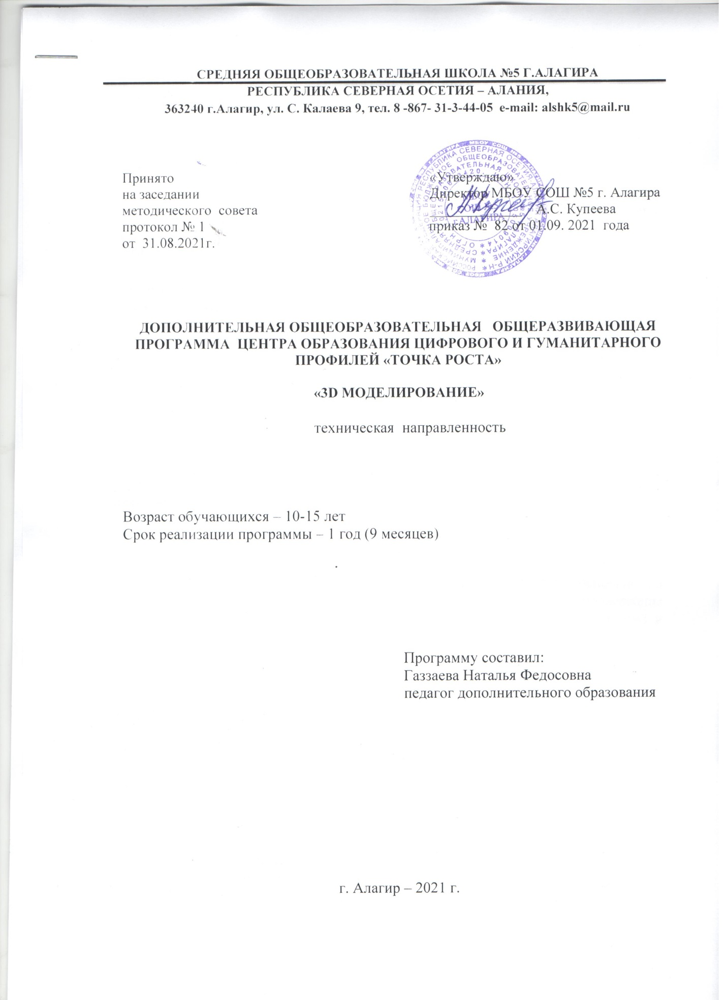 СРЕДНЯЯ ОБЩЕОБРАЗОВАТЕЛЬНАЯ ШКОЛА №5 Г.АЛАГИРА
РЕСПУБЛИКА СЕВЕРНАЯ ОСЕТИЯ – АЛАНИЯ,
363240 г.Алагир, ул. С. Калаева 9, тел. 8 -867- 31-3-44-05 e-mail: alshk5@mail.ru
Принято
на заседании
методического совета
протокол № 1
от 31.08.2021г.
«Утверждаю»
Директор МБОУ СОШ №5 г. Алагира
А.С. Купеева
приказ № 82 от 01.09. 2021 года
ДОПОЛНИТЕЛЬНАЯ ОБЩЕОБРАЗОВАТЕЛЬНАЯ ОБЩЕРАЗВИВАЮЩАЯ
ПРОГРАММА ЦЕНТРА ОБРАЗОВАНИЯ ЦИФРОВОГО И ГУМАНИТАРНОГО
ПРОФИЛЕЙ «ТОЧКА РОСТА»
«3D МОДЕЛИРОВАНИЕ»
техническая направленность
Возраст обучающихся – 10-15 лет
Срок реализации программы – 1 год (9 месяцев)
Программу составил:
Газзаева Наталья Федосовна
педагог дополнительного образования
г. Алагир – 2021 г.